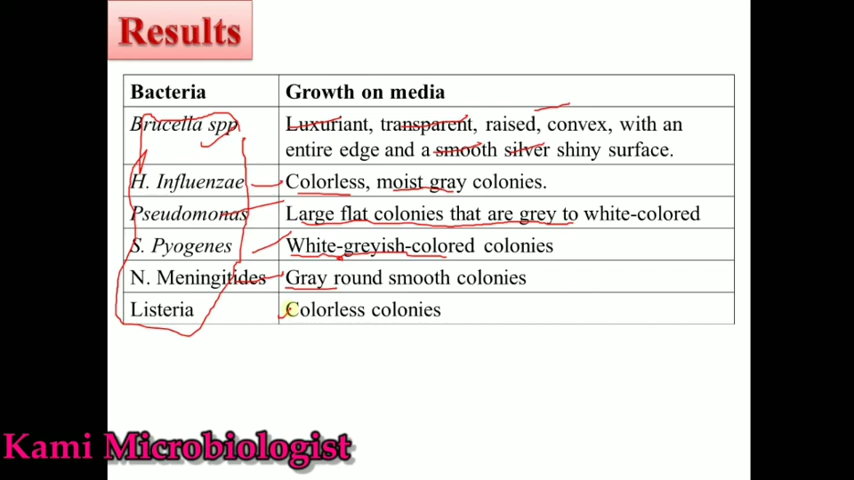 Results
Bacteria Growth on media
Brucella spp Luxuriant, transparent, raised, convex, with an
entire edge and a smooth silver shiny surface.
H. Influenzae Colorless, moist gray colonies.
Pseudomonas Large flat colonies that are grey to white-colored
S. Pyogenes White-greyish-colored colonies
N. Meningitides Gray round smooth colonies
Listeria Colorless colonies
Kami Microbiologist